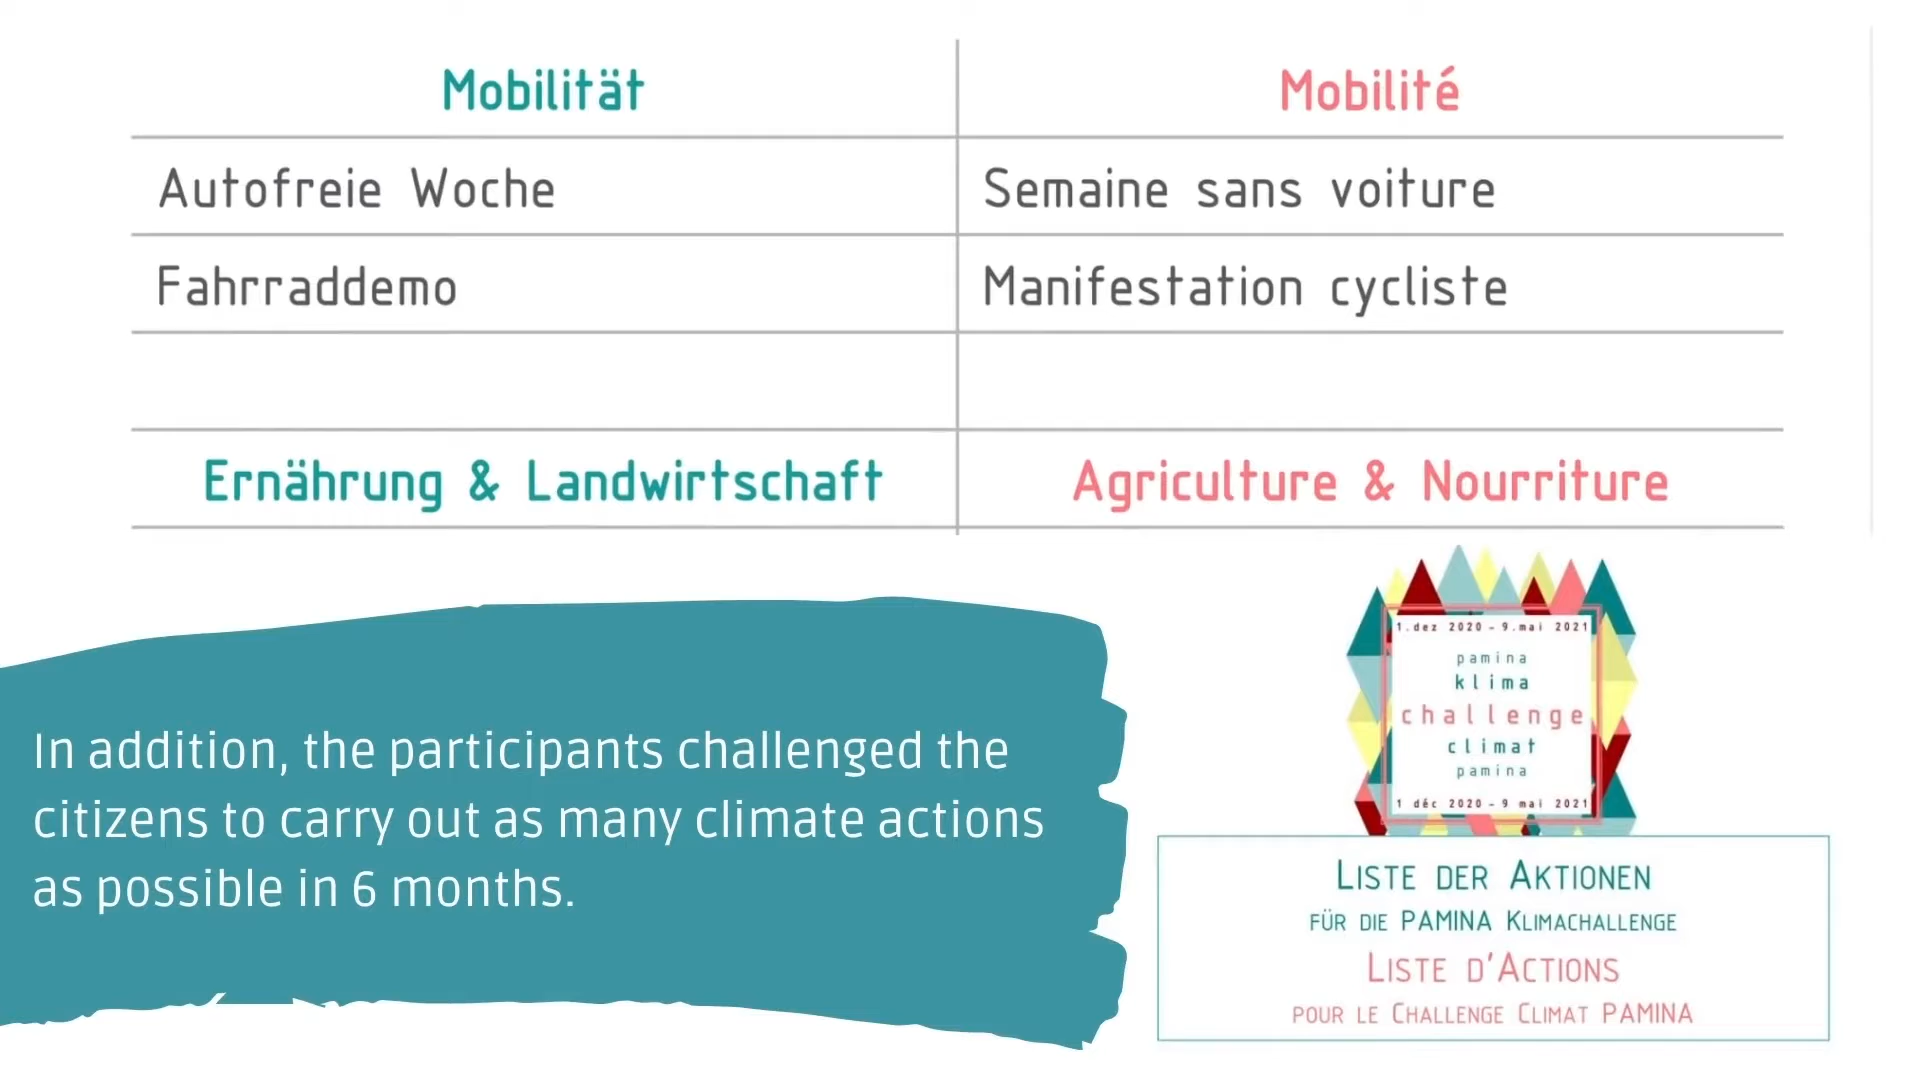 Mobilität
Mobilité
Autofreie Woche
Semaine sans voiture
Fahrraddemo
Manifestation cycliste
Ernährung & Landwirtschaft
Agriculture & Nourriture
In addition, the participants challenged the
citizens to carry out as many climate actions
as possible in 6 months.
1.dez 2020 - 9.mai 2021
pamina
klima
challenge
climat
pamina
1 déc 2020 - 9 mai 2021
LISTE DER AKTIONEN
FÜR DIE PAMINA KLIMACHALLENGE
LISTE D'ACTIONS
POUR LE CHALLENGE CLIMAT PAMINA